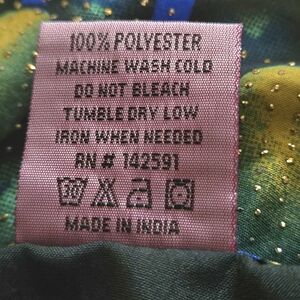 100% POLYESTER
MACHINE WASH COLD
DO NOT BLEACH
TUMBLE DRY LOW
IRON WHEN NEEDED
RN # 142591
30
MADE IN INDIA